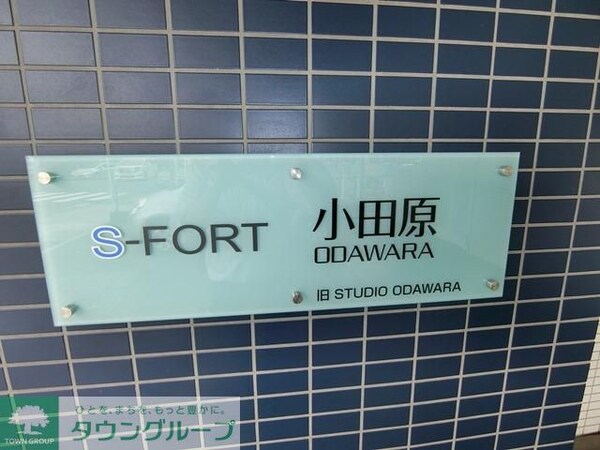 S-FORT 小田原
ODAWARA
旧 STUDIO ODAWARA
ひとを、まちを、もっと豊かに。
タウングループ
TOWN GROUP